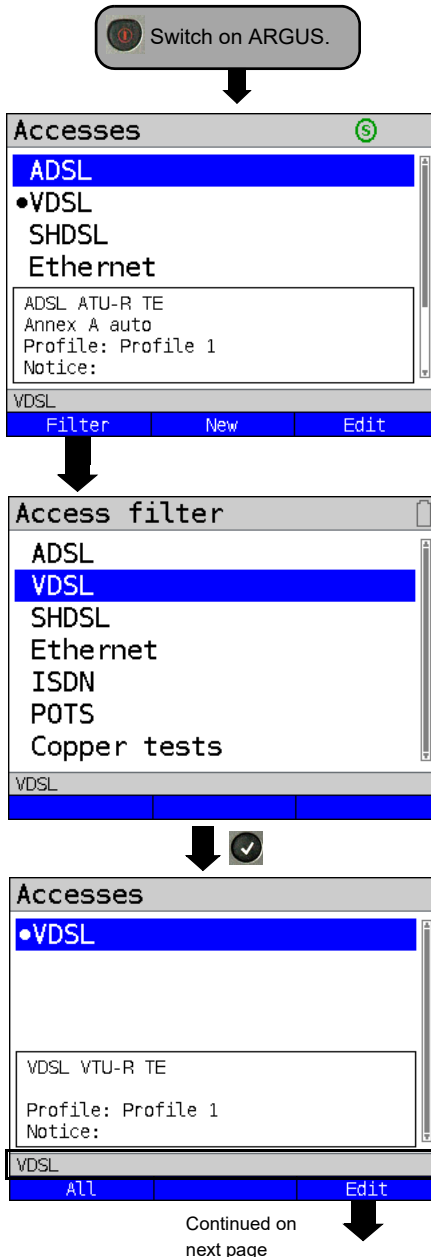 Switch on ARGUS.
Accesses S
ADSL
•VDSL
SHDSL
Ethernet
ADSL ATU-R TE
Annex A auto
Profile: Profile 1
Notice:
VDSL
Filter New Edit
Access filter
ADSL
VDSL
SHDSL
Ethernet
ISDN
POTS
Copper tests
VDSL
Accesses
•VDSL
VDSL VTU-R TE
Profile: Profile 1
Notice:
VDSL
All Edit
Continued on
next page